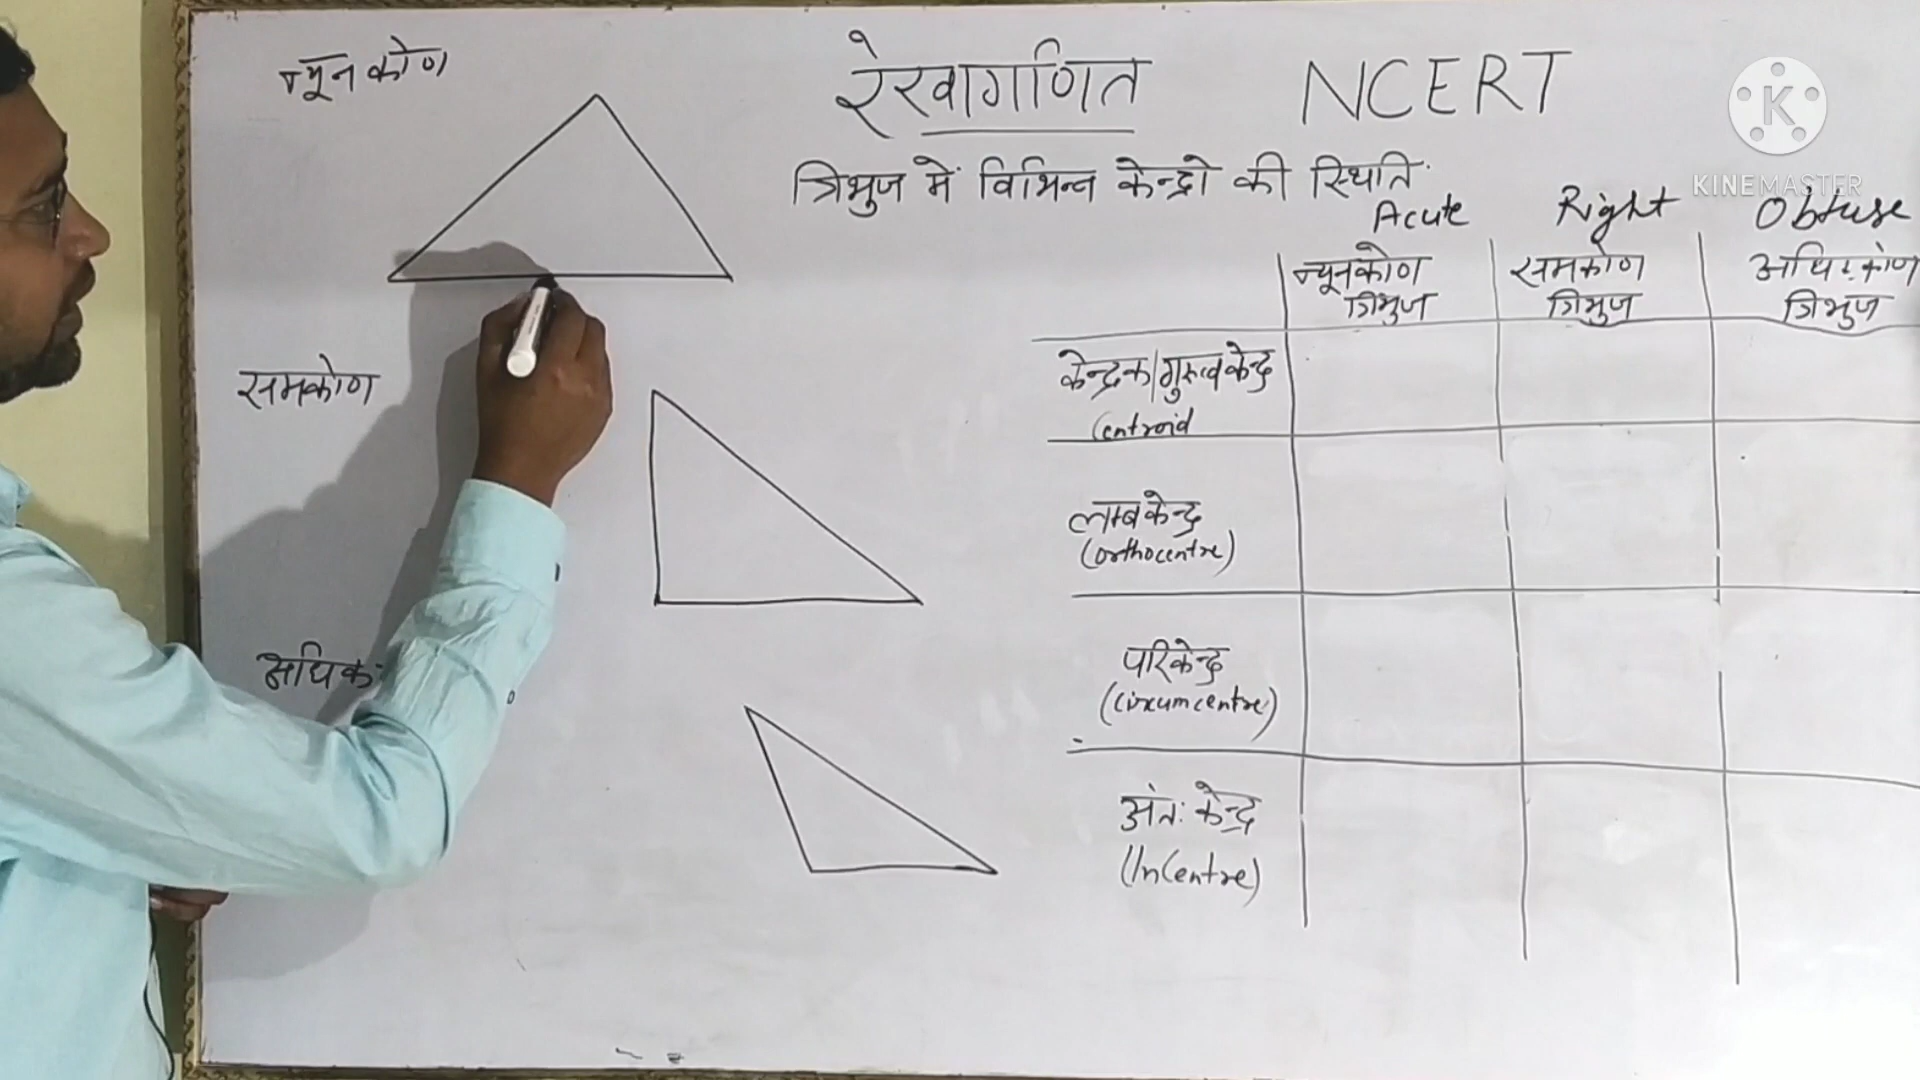 न्यूनकोण
रेखागणित NCERT
K
KINEMASTER
त्रिभुज में विभिन्न केन्द्रो की स्थिति
Acute Right Obtuse
न्यूनकोण त्रिभुज
समकोण त्रिभुज
अधिककोण त्रिभुज
समकोण
केन्द्रक/गुरुत्वकेन्द्र
Centroid
लम्बकेन्द्र
(Orthocentre)
अधिक
परिकेन्द्र
(Circumcentre)
अंतः केन्द्र
(InCentre)